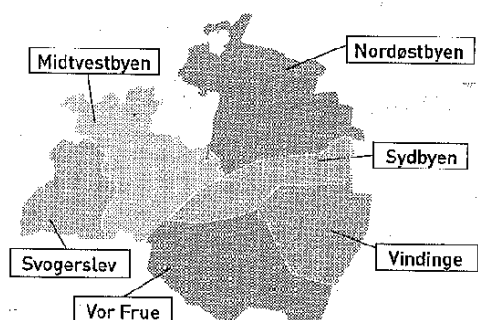 Nordøstbyen
Midtvestbyen
Sydbyen
Vindinge
Svogerslev
Vor Frue